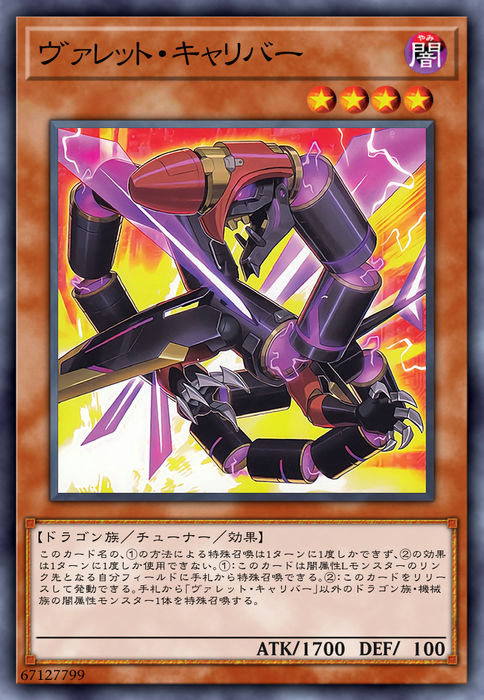 ヴァレット・キャリバー
やみ
闇
【ドラゴン族／チューナー／効果】
このカード名の、①の方法による特殊召喚は1ターンに1度しかできず、②の効果
は1ターンに1度しか使用できない。①：このカードは闇属性Lモンスターのリン
ク先となる自分フィールドに手札から特殊召喚できる。②：このカードをリリー
スして発動できる。手札から「ヴァレット・キャリバー」以外のドラゴン族・機械
族の闇属性モンスター1体を特殊召喚する。
ATK/1700 DEF/ 100
67127799